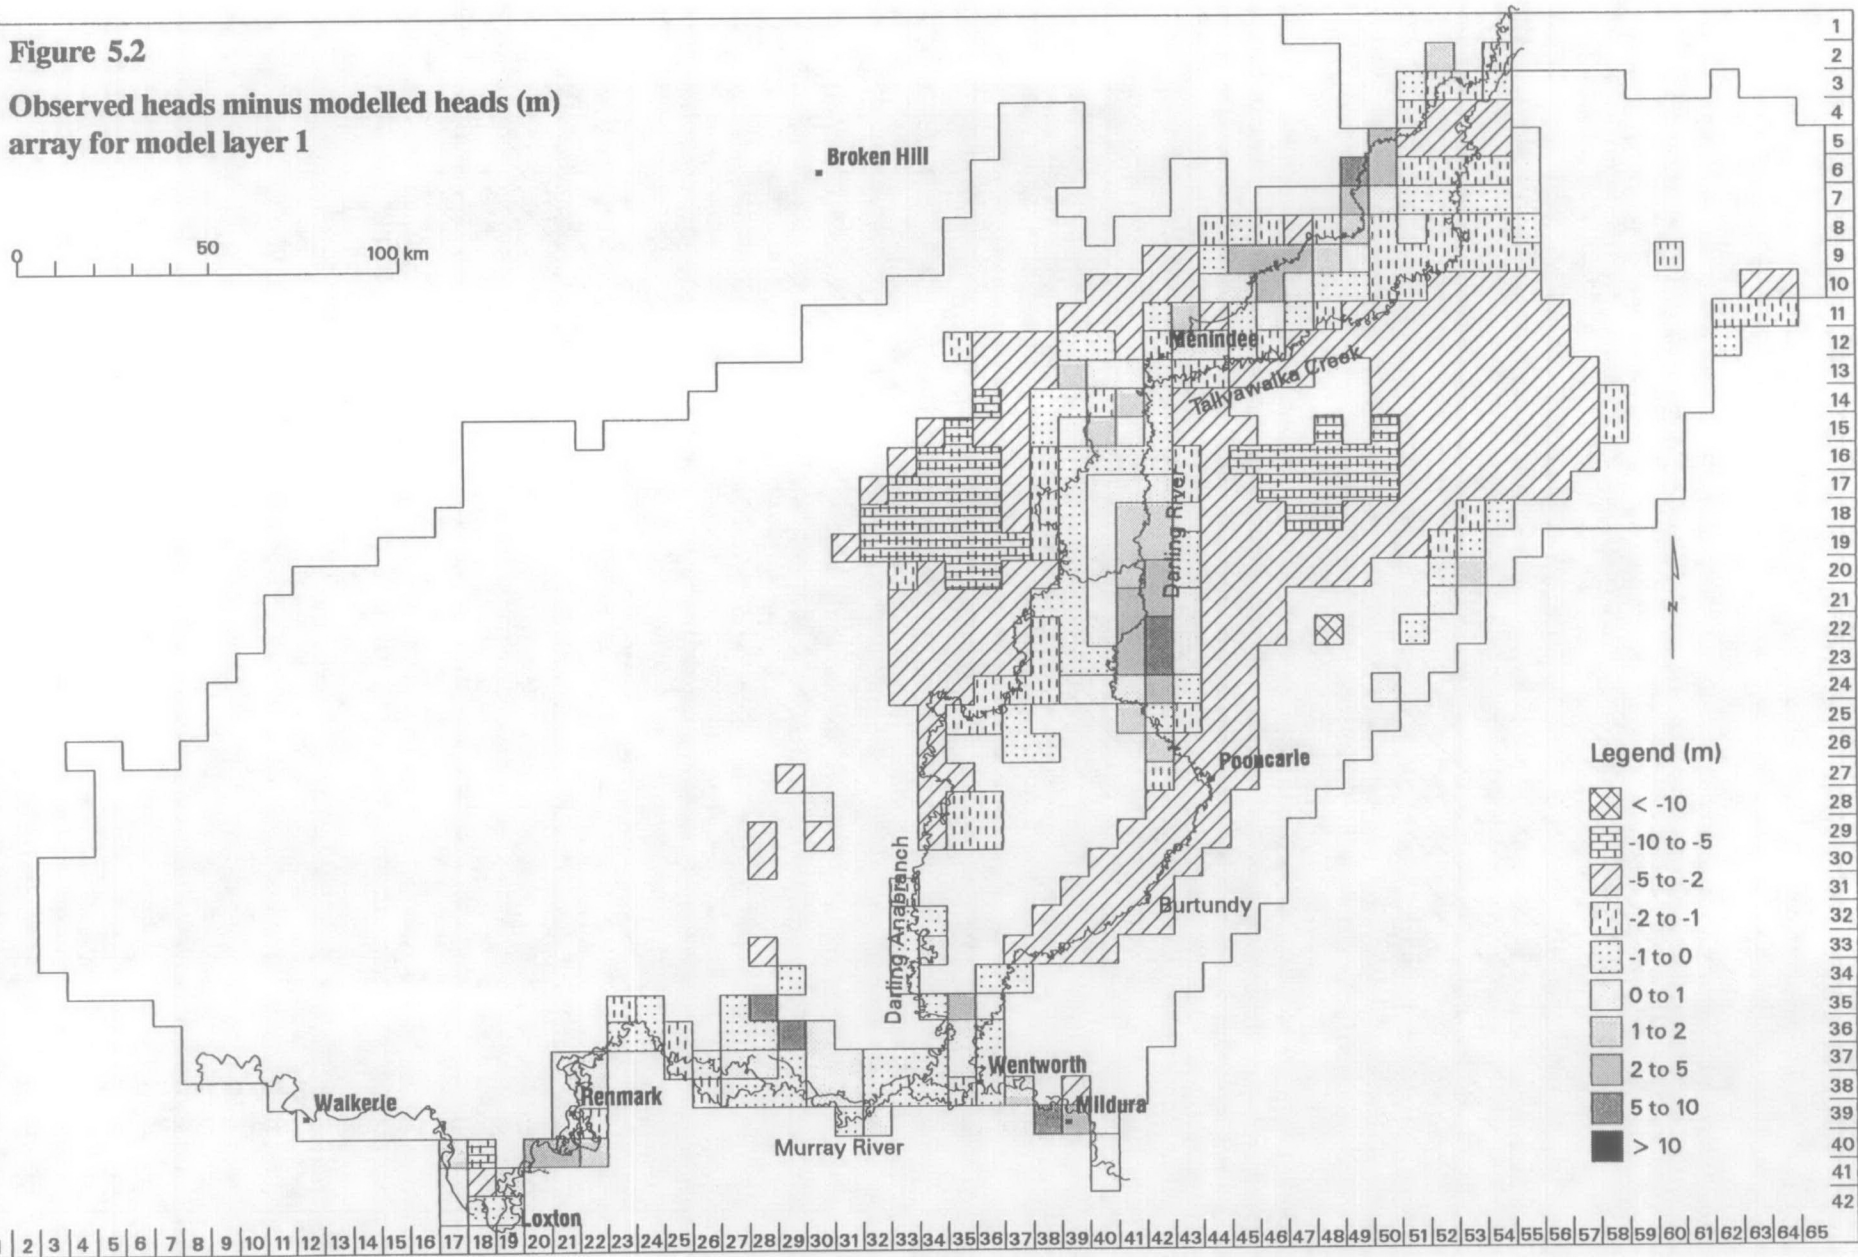 Figure 5.2
Observed heads minus modelled heads (m)
array for model layer 1
Broken Hill
0 50 100 km
Menindee
Tallyawalka Creek
Darling River
N
Pooncarie
Darling Anabranch
Burtundy
Wentworth
Renmark
Mildura
Waikerie
Murray River
Loxton
Legend (m)
< -10
-10 to -5
-5 to -2
-2 to -1
-1 to 0
0 to 1
1 to 2
2 to 5
5 to 10
> 10
1
2
3
4
5
6
7
8
9
10
11
12
13
14
15
16
17
18
19
20
21
22
23
24
25
26
27
28
29
30
31
32
33
34
35
36
37
38
39
40
41
42
2 3 4 5 6 7 8 9 10 11 12 13 14 15 16 17 18 19 20 21 22 23 24 25 26 27 28 29 30 31 32 33 34 35 36 37 38 39 40 41 42 43 44 45 46 47 48 49 50 51 52 53 54 55 56 57 58 59 60 61 62 63 64 65